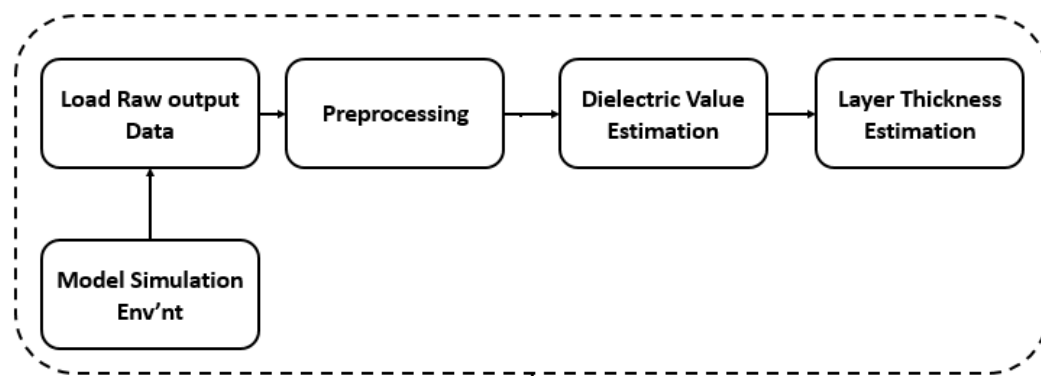 Load Raw output
Data
Preprocessing
Dielectric Value
Estimation
Layer Thickness
Estimation
Model Simulation
Env'nt